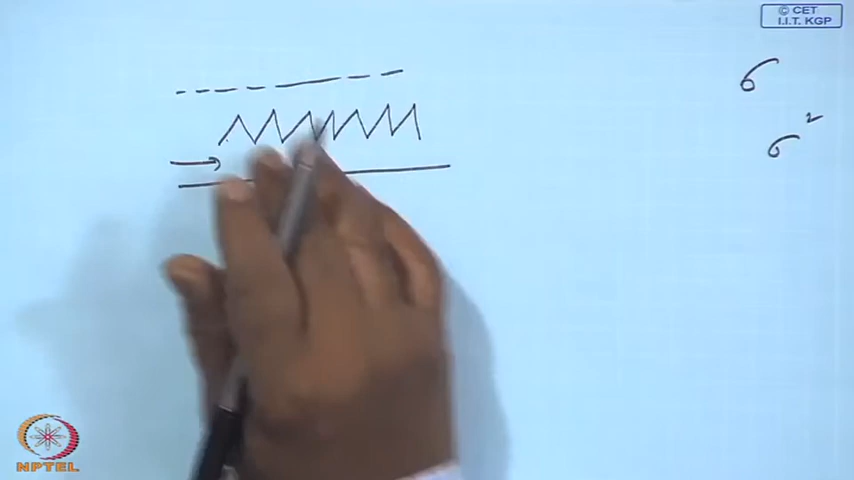 © CET
I.I.T. KGP
σ
σ²
NPTEL